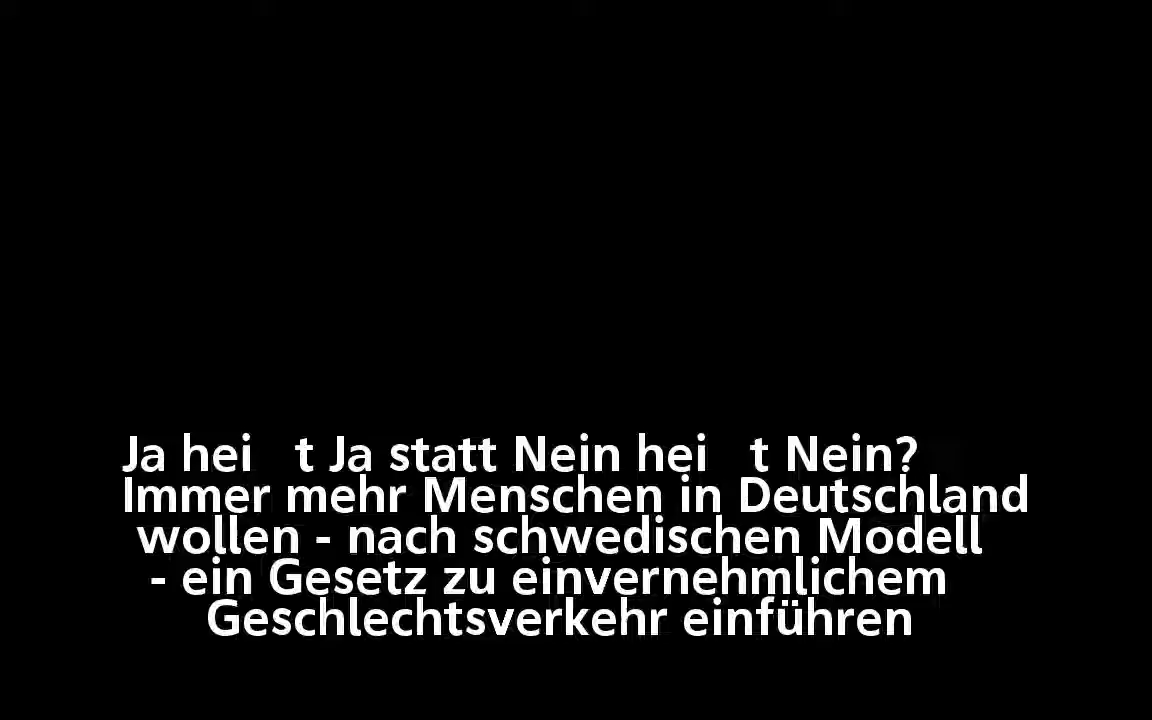 Ja hei t Ja statt Nein hei t Nein?
Immer mehr Menschen in Deutschland
wollen - nach schwedischen Modell
- ein Gesetz zu einvernehmlichem
Geschlechtsverkehr einführen